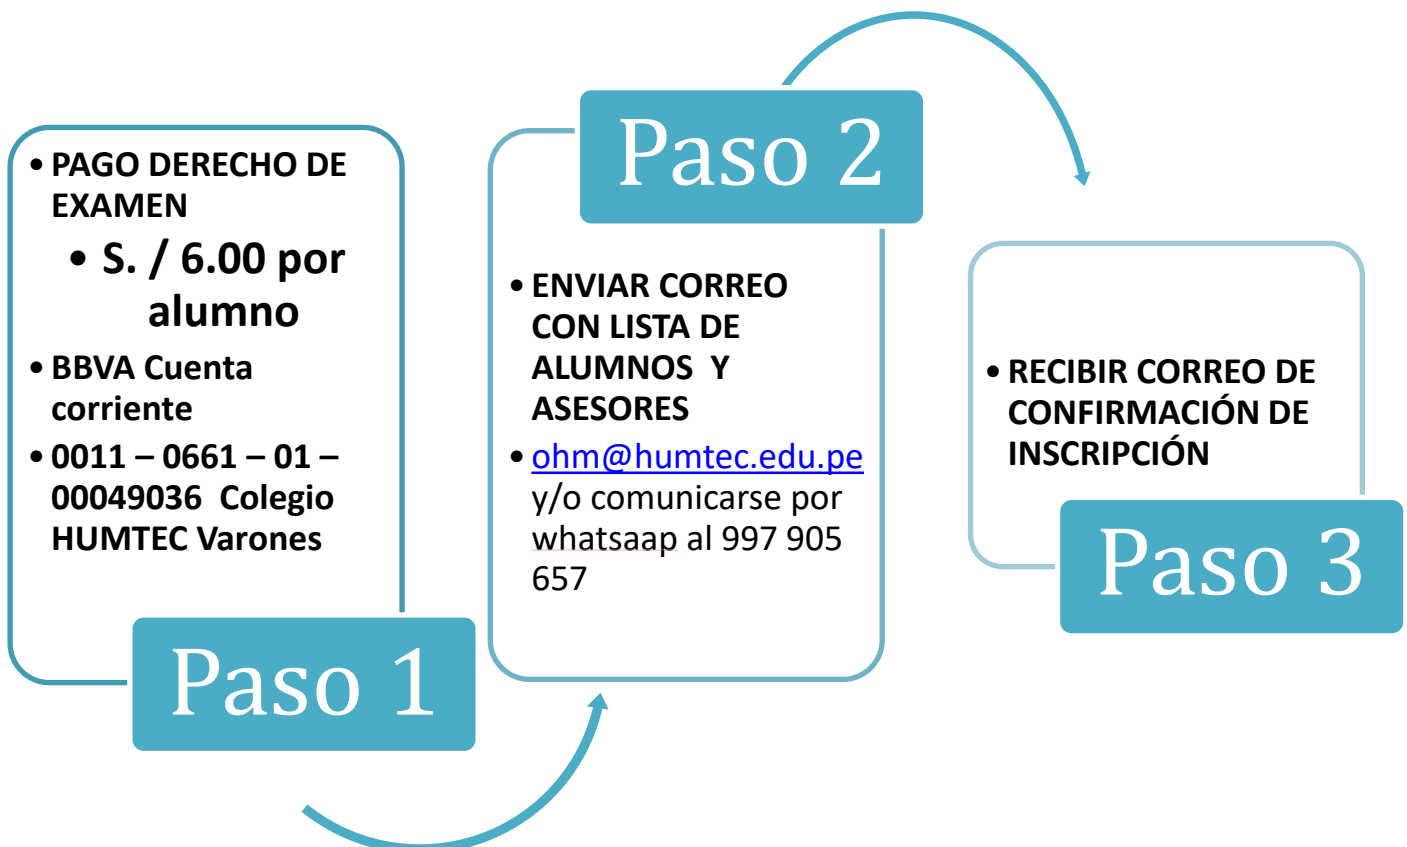 • PAGO DERECHO DE
EXAMEN
• S. / 6.00 por
alumno
• BBVA Cuenta
corriente
• 0011 – 0661 – 01 –
00049036 Colegio
HUMTEC Varones
Paso 1
Paso 2
• ENVIAR CORREO
CON LISTA DE
ALUMNOS Y
ASESORES
• ohm@humtec.edu.pe
y/o comunicarse por
whatsaap al 997 905
657
• RECIBIR CORREO DE
CONFIRMACIÓN DE
INSCRIPCIÓN
Paso 3